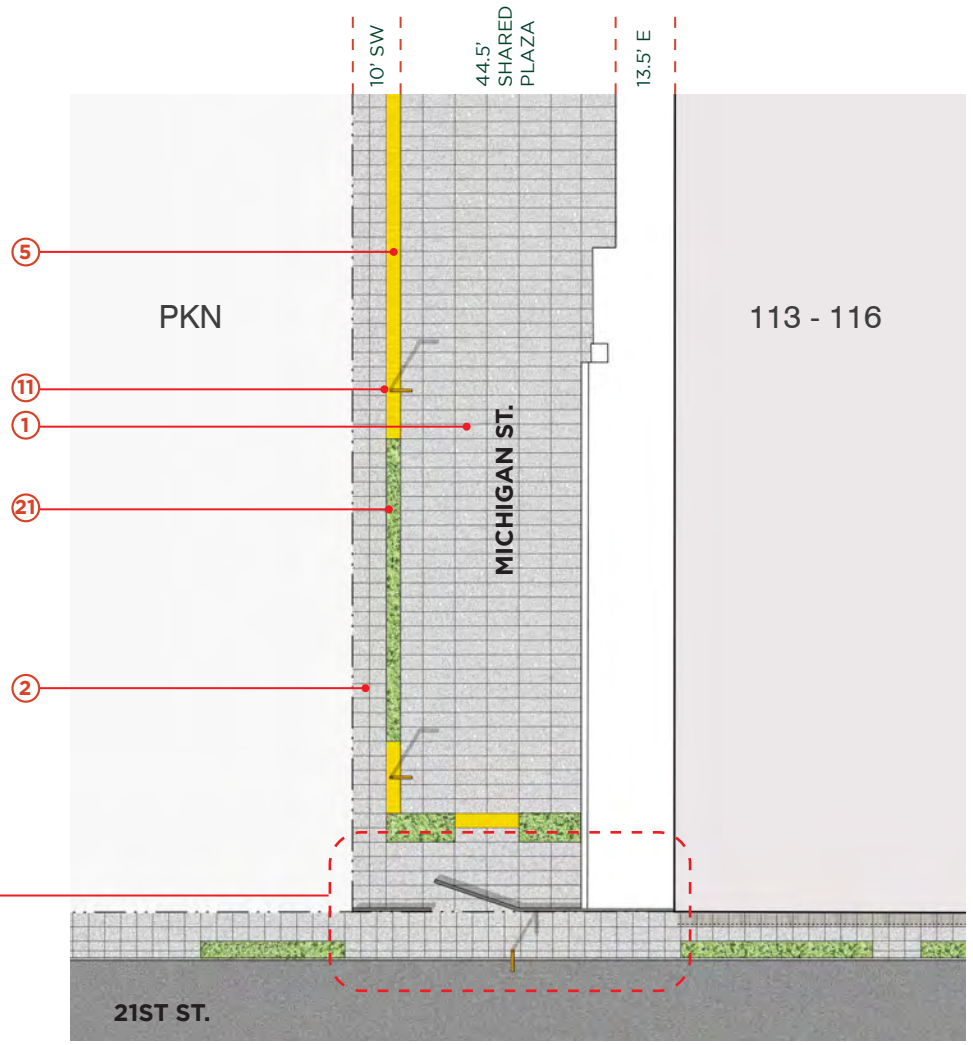 10' SW
44.5'
SHARED
PLAZA
13.5' E
5
PKN
113 - 116
11
1
MICHIGAN ST.
21
2
21ST ST.